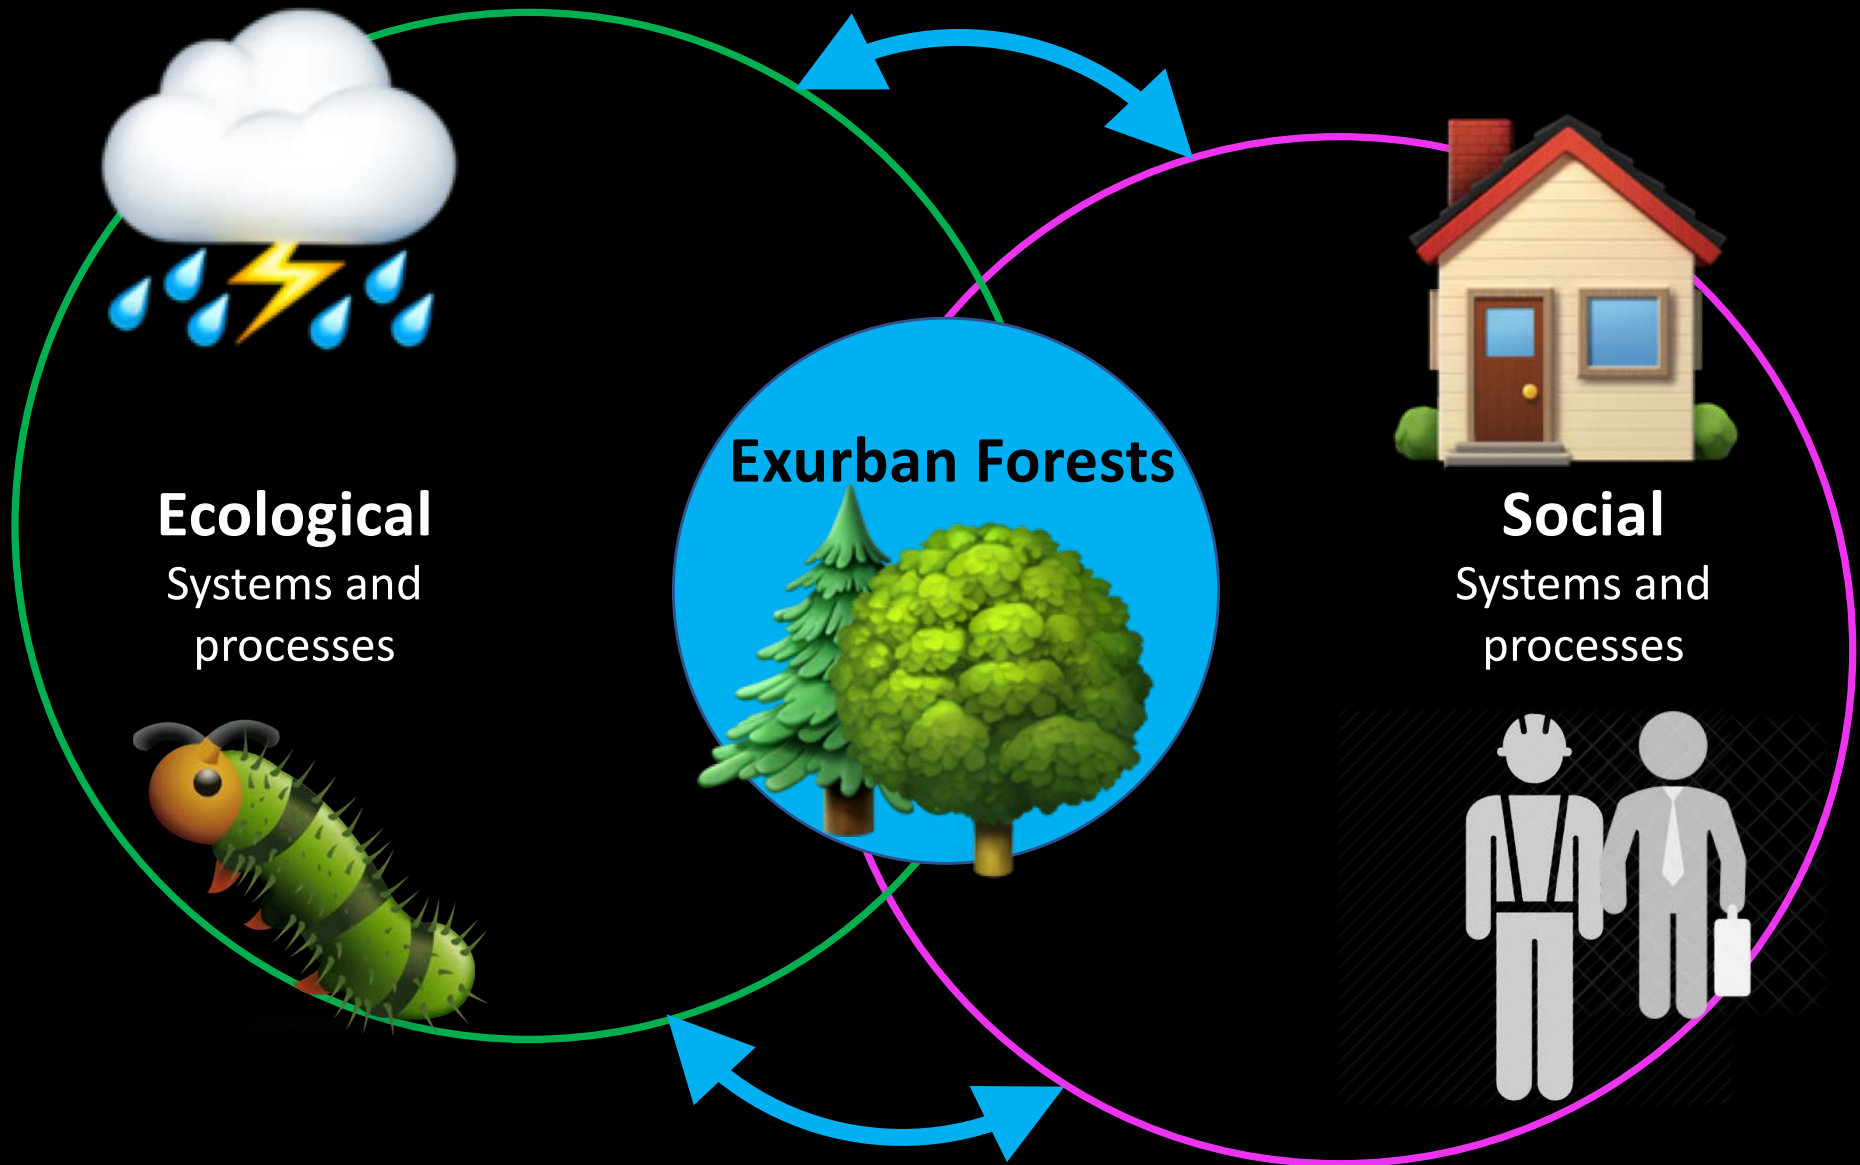 Exurban Forests
Ecological
Systems and
processes
Social
Systems and
processes